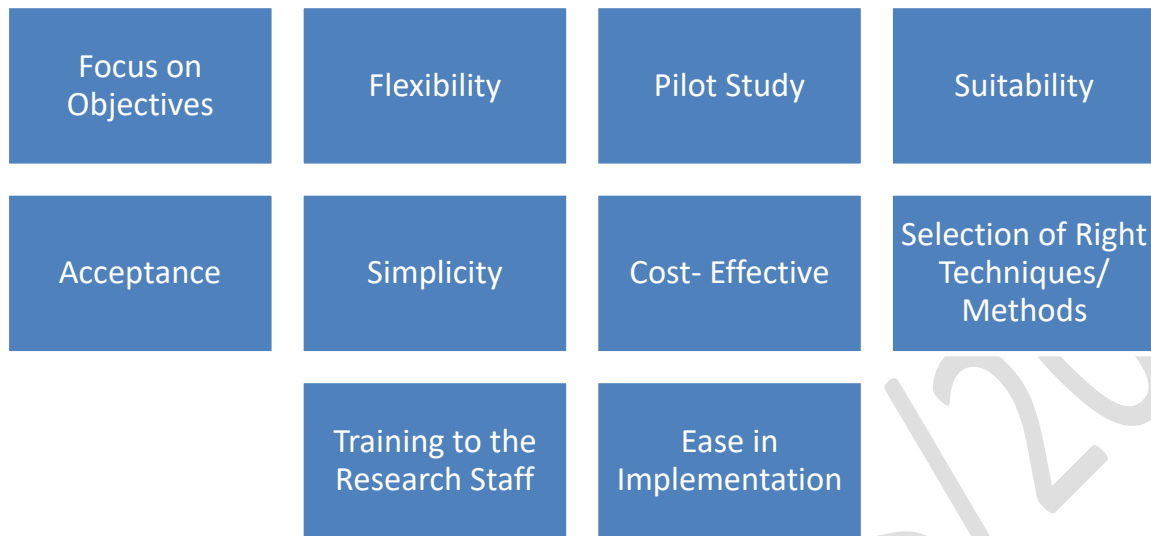 Focus on
Objectives
Flexibility
Pilot Study
Suitability
Acceptance
Simplicity
Cost- Effective
Selection of Right
Techniques/
Methods
Training to the
Research Staff
Ease in
Implementation